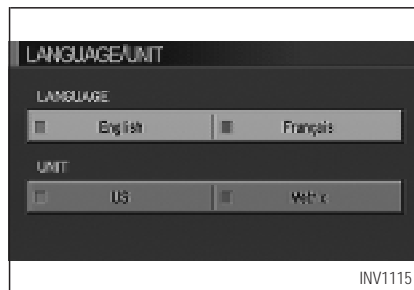 LANGUAGE/UNIT
LANGUAGE
English Français
UNIT
US Metric
INV1115